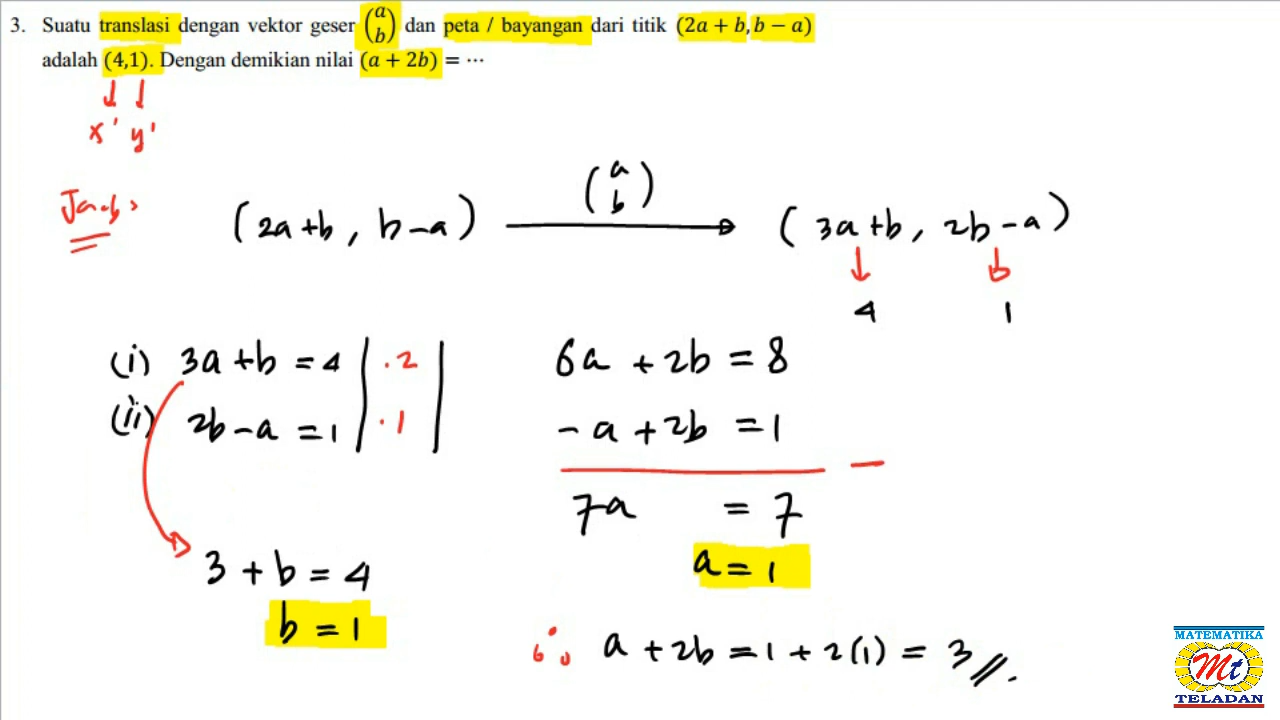 3. Suatu translasi dengan vektor geser (a b) dan peta / bayangan dari titik (2a + b, b − a)
adalah (4,1). Dengan demikian nilai (a + 2b) = ⋯
x' y'
Jawab:
(2a+b, b-a) (a b) (3a+b, 2b-a)
4 1
(i) 3a+b = 4 | .2 | 6a + 2b = 8
(ii) 2b-a = 1 | .1 | -a + 2b = 1
7a = 7
3 + b = 4
a = 1
b = 1
∴ a + 2b = 1 + 2(1) = 3 //.
MATEMATIKA
Mt
TELADAN